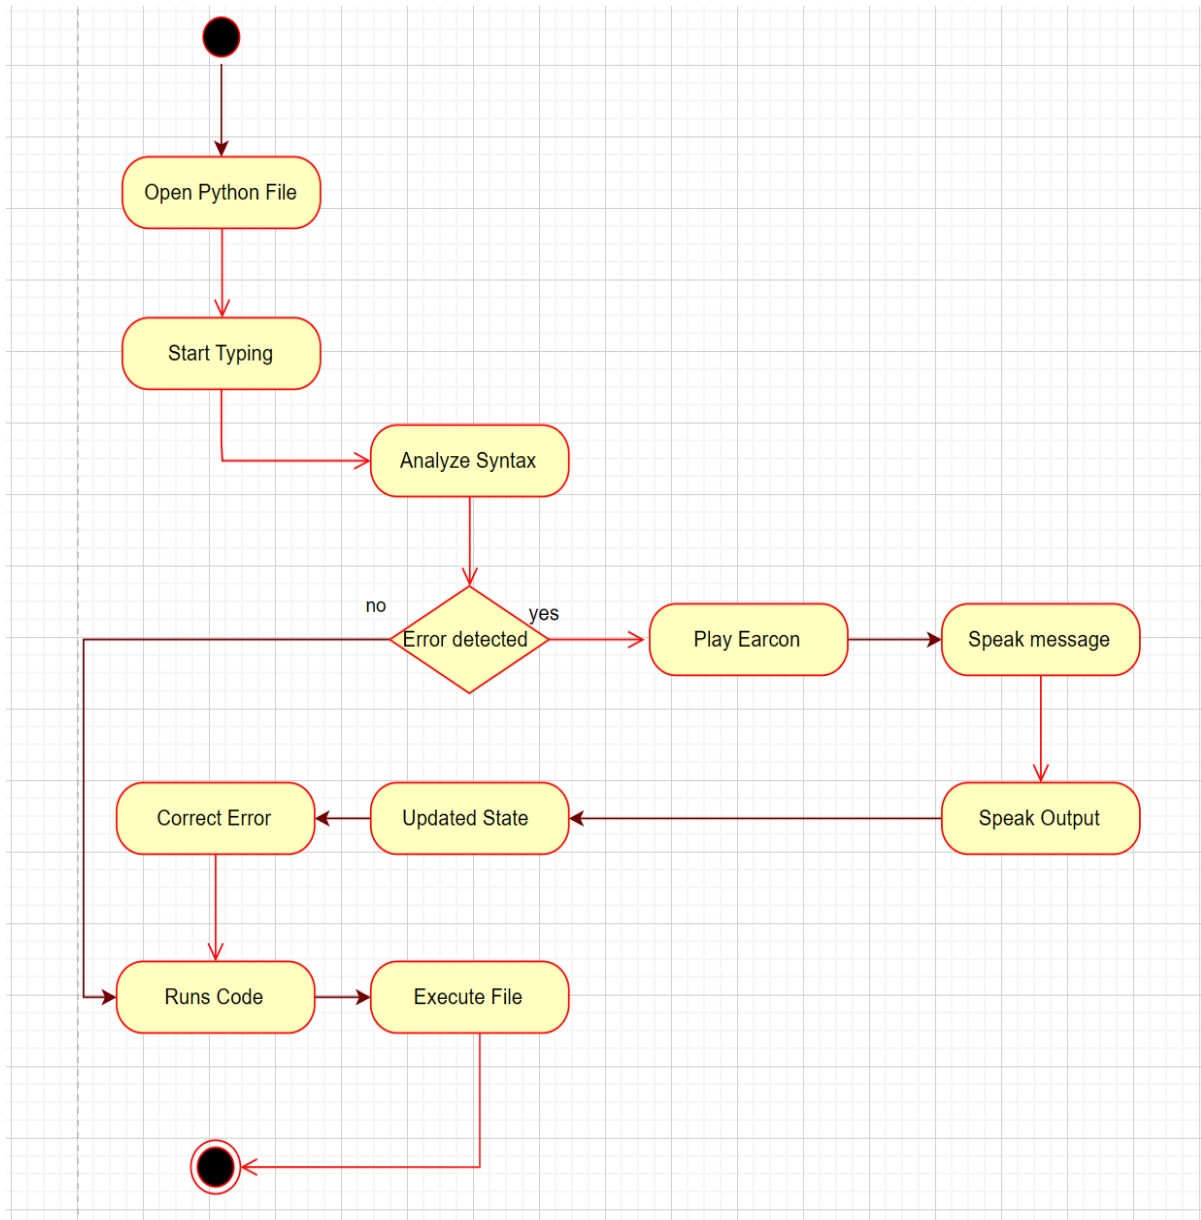 Open Python File
Start Typing
Analyze Syntax
no
yes
Error detected
Play Earcon
Speak message
Correct Error
Updated State
Speak Output
Runs Code
Execute File